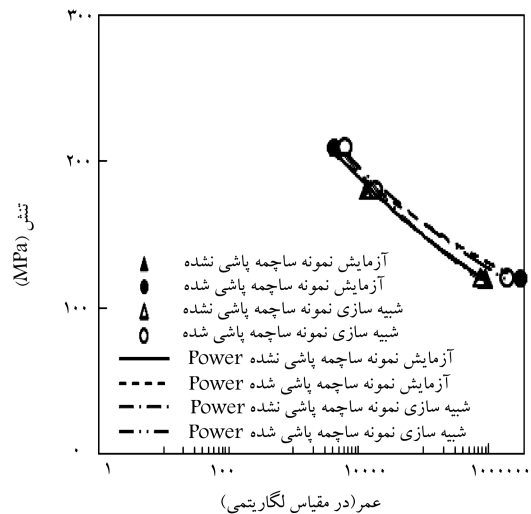 ۳۰۰
۲۰۰
۱۰۰
۰
تنش (MPa)
آزمایش نمونه ساچمه پاشی نشده
آزمایش نمونه ساچمه پاشی شده
شبیه سازی نمونه ساچمه پاشی نشده
شبیه سازی نمونه ساچمه پاشی شده
آزمایش نمونه ساچمه پاشی نشده Power
آزمایش نمونه ساچمه پاشی شده Power
شبیه سازی نمونه ساچمه پاشی نشده Power
شبیه سازی نمونه ساچمه پاشی شده Power
۱ ۱۰۰ ۱۰۰۰۰ ۱۰۰۰۰۰۰
عمر(در مقیاس لگاریتمی)